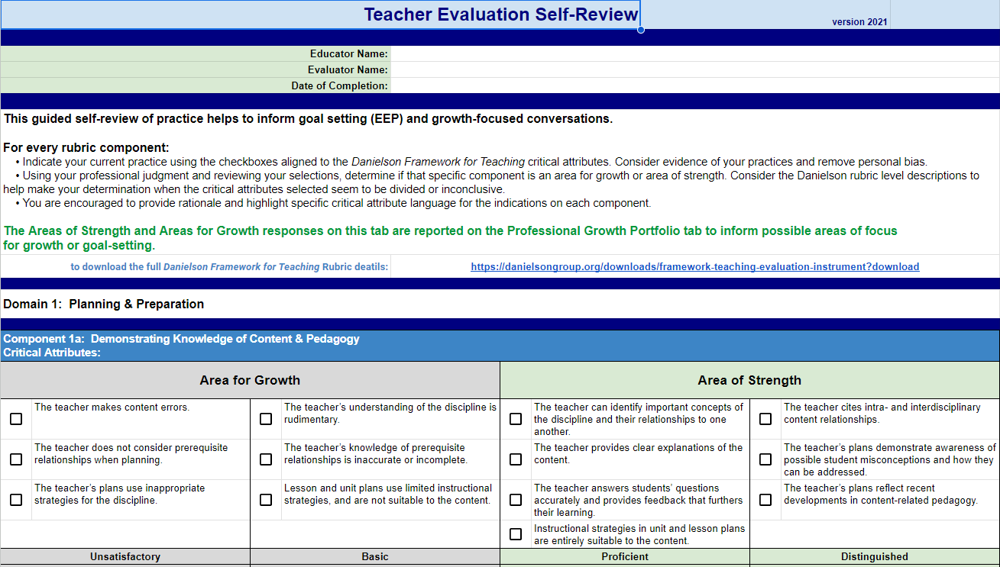 Teacher Evaluation Self-Review
version 2021
Educator Name:
Evaluator Name:
Date of Completion:
This guided self-review of practice helps to inform goal setting (EEP) and growth-focused conversations.
For every rubric component:
• Indicate your current practice using the checkboxes aligned to the Danielson Framework for Teaching critical attributes. Consider evidence of your practices and remove personal bias.
• Using your professional judgment and reviewing your selections, determine if that specific component is an area for growth or area of strength. Consider the Danielson rubric level descriptions to
help make your determination when the critical attributes selected seem to be divided or inconclusive.
• You are encouraged to provide rationale and highlight specific critical attribute language for the indications on each component.
The Areas of Strength and Areas for Growth responses on this tab are reported on the Professional Growth Portfolio tab to inform possible areas of focus
for growth or goal-setting.
to download the full Danielson Framework for Teaching Rubric deatils:
https://danielsongroup.org/downloads/framework-teaching-evaluation-instrument?download
Domain 1:  Planning & Preparation
Component 1a:  Demonstrating Knowledge of Content & Pedagogy
Critical Attributes:
Area for Growth
Area of Strength
The teacher makes content errors.
The teacher's understanding of the discipline is
rudimentary.
The teacher can identify important concepts of
the discipline and their relationships to one
another.
The teacher cites intra- and interdisciplinary
content relationships.
The teacher does not consider prerequisite
relationships when planning.
The teacher's knowledge of prerequisite
relationships is inaccurate or incomplete.
The teacher provides clear explanations of the
content.
The teacher's plans demonstrate awareness of
possible student misconceptions and how they
can be addressed.
The teacher's plans use inappropriate
strategies for the discipline.
Lesson and unit plans use limited instructional
strategies, and are not suitable to the content.
The teacher answers students' questions
accurately and provides feedback that furthers
their learning.
The teacher's plans reflect recent
developments in content-related pedagogy.
Instructional strategies in unit and lesson plans
are entirely suitable to the content.
Unsatisfactory
Basic
Proficient
Distinguished